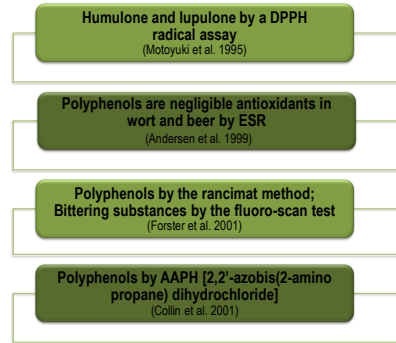 Humulone and lupulone by a DPPH
radical assay
(Motoyuki et al. 1995)
Polyphenols are negligible antioxidants in
wort and beer by ESR
(Andersen et al. 1999)
Polyphenols by the rancimat method;
Bittering substances by the fluoro-scan test
(Forster et al. 2001)
Polyphenols by AAPH [2,2'-azobis(2-amino
propane) dihydrochloride]
(Collin et al. 2001)